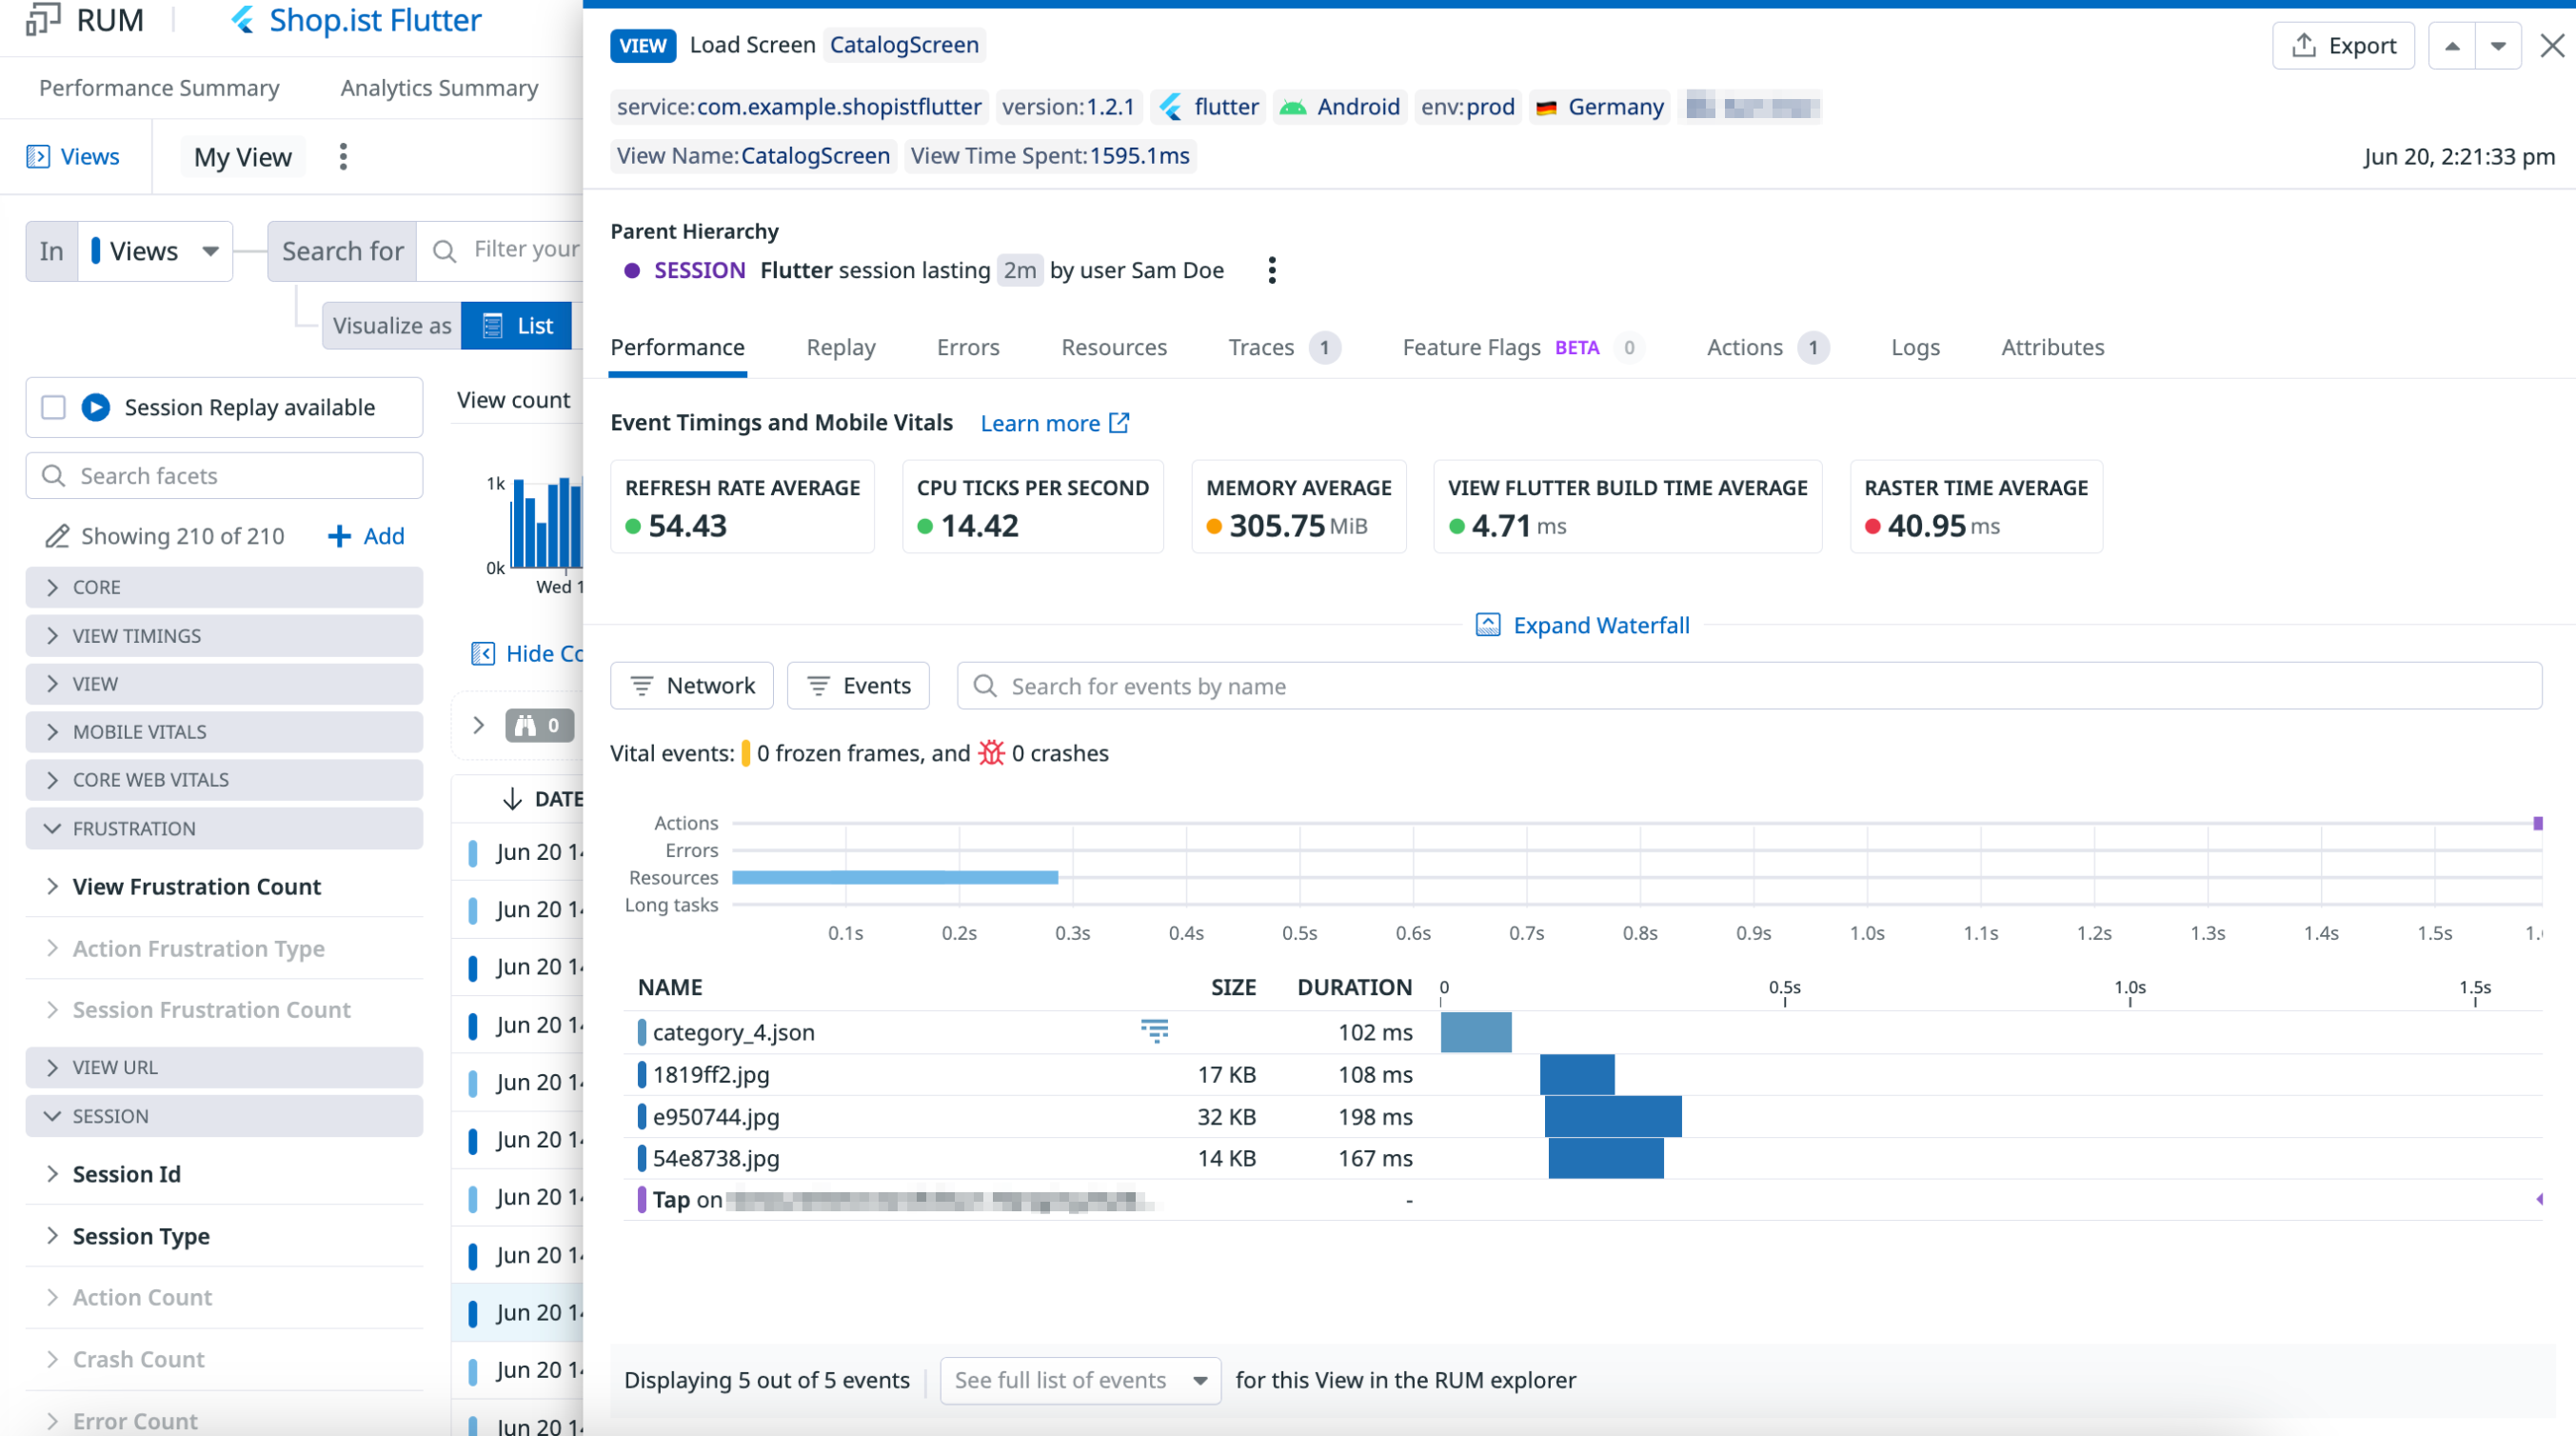 RUM
Shop.ist Flutter
Performance Summary
Analytics Summary
Views
My View
In
Views
Search for
Filter your
Visualize as
List
Session Replay available
Search facets
Showing 210 of 210
Add
CORE
VIEW TIMINGS
VIEW
MOBILE VITALS
CORE WEB VITALS
FRUSTRATION
View Frustration Count
Action Frustration Type
Session Frustration Count
VIEW URL
SESSION
Session Id
Session Type
Action Count
Crash Count
Error Count
View count
1k
0k
Wed 1
Hide Co
0
DATE
Jun 20 14
Jun 20 14
Jun 20 14
Jun 20 14
Jun 20 14
Jun 20 14
Jun 20 14
Jun 20 14
Jun 20 14
Jun 20 14
Jun 20 14
VIEW Load Screen CatalogScreen
Export
service:com.example.shopistflutter version:1.2.1 flutter Android env:prod Germany
View Name:CatalogScreen View Time Spent:1595.1ms
Jun 20, 2:21:33 pm
Parent Hierarchy
SESSION Flutter session lasting 2m by user Sam Doe
Performance Replay Errors Resources Traces 1 Feature Flags BETA 0 Actions 1 Logs Attributes
Event Timings and Mobile Vitals Learn more
REFRESH RATE AVERAGE
54.43
CPU TICKS PER SECOND
14.42
MEMORY AVERAGE
305.75 MiB
VIEW FLUTTER BUILD TIME AVERAGE
4.71 ms
RASTER TIME AVERAGE
40.95 ms
Expand Waterfall
Network
Events
Search for events by name
Vital events: 0 frozen frames, and 0 crashes
Actions
Errors
Resources
Long tasks
0.1s 0.2s 0.3s 0.4s 0.5s 0.6s 0.7s 0.8s 0.9s 1.0s 1.1s 1.2s 1.3s 1.4s 1.5s 1.
NAME SIZE DURATION 0 0.5s 1.0s 1.5s
category_4.json 102 ms
1819ff2.jpg 17 KB 108 ms
e950744.jpg 32 KB 198 ms
54e8738.jpg 14 KB 167 ms
Tap on -
Displaying 5 out of 5 events See full list of events for this View in the RUM explorer